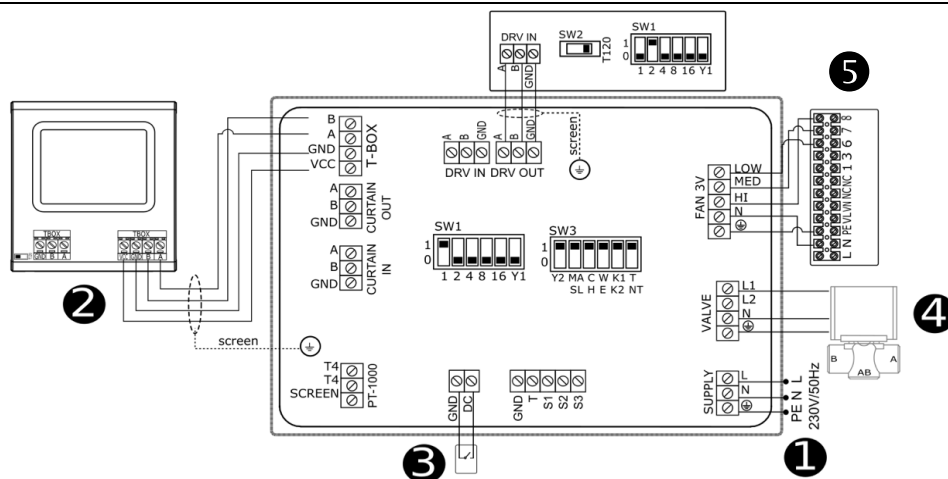 DRV IN
A
B
GND
SW2
T120
SW1
1
0
1 2 4 8 16 Y1
5
B
A
GND
VCC
T-BOX
A
B
GND
CURTAIN
OUT
A
B
GND
CURTAIN
IN
A
B
GND
DRV IN
A
B
GND
DRV OUT
screen
LOW
MED
HI
N
FAN 3V
8
7
6
3
1
NC
VN
VL
PE
N
L
TBOX
GND B A
TBOX
VCC GND B A
2
screen
SW1
1
0
1 2 4 8 16 Y1
SW3
1
0
Y2 MA C W K1 T
SL H E K2 NT
L1
L2
N
VALVE
B
A
AB
4
T4
T4
SCREEN
PT-1000
GND
DC
GND
T
S1
S2
S3
L
N
SUPPLY
L
N
PE
230V/50Hz
3
1